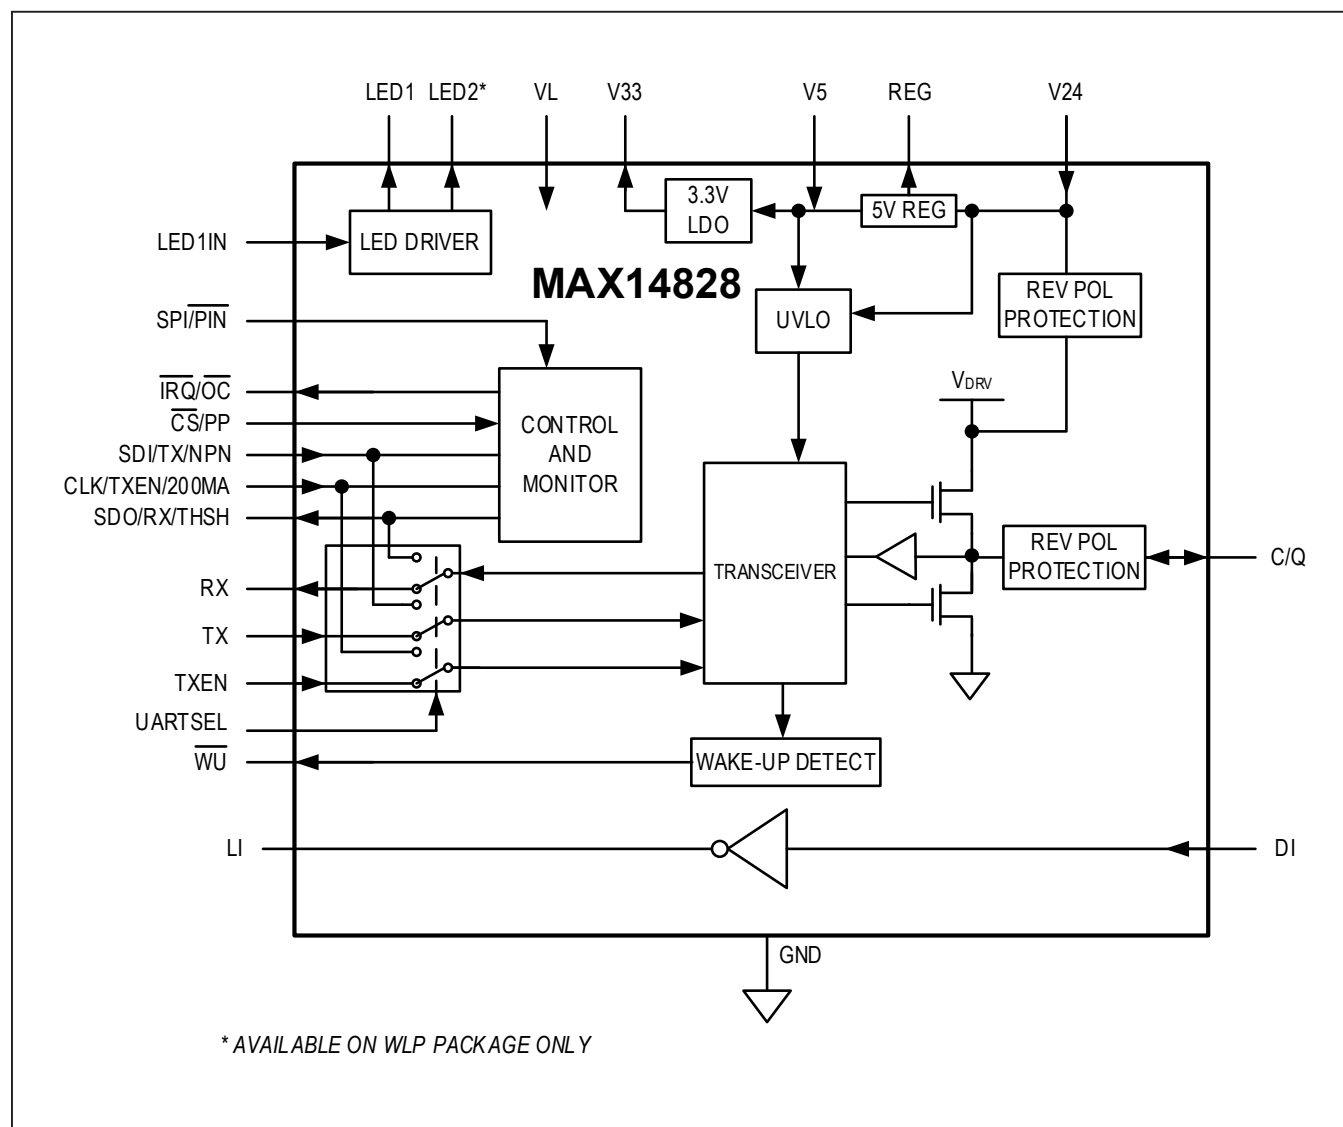 LED1 LED2* VL V33 V5 REG V24
3.3V
LDO
5V REG
LED1IN
LED DRIVER
MAX14828
REV POL
PROTECTION
SPI/PIN
UVLO
VDRV
IRQ/OC
CS/PP
SDI/TX/NPN
CLK/TXEN/200MA
SDO/RX/THSH
CONTROL
AND
MONITOR
REV POL
PROTECTION
C/Q
TRANSCEIVER
RX
TX
TXEN
UARTSEL
WU
WAKE-UP DETECT
LI
DI
GND
* AVAILABLE ON WLP PACKAGE ONLY